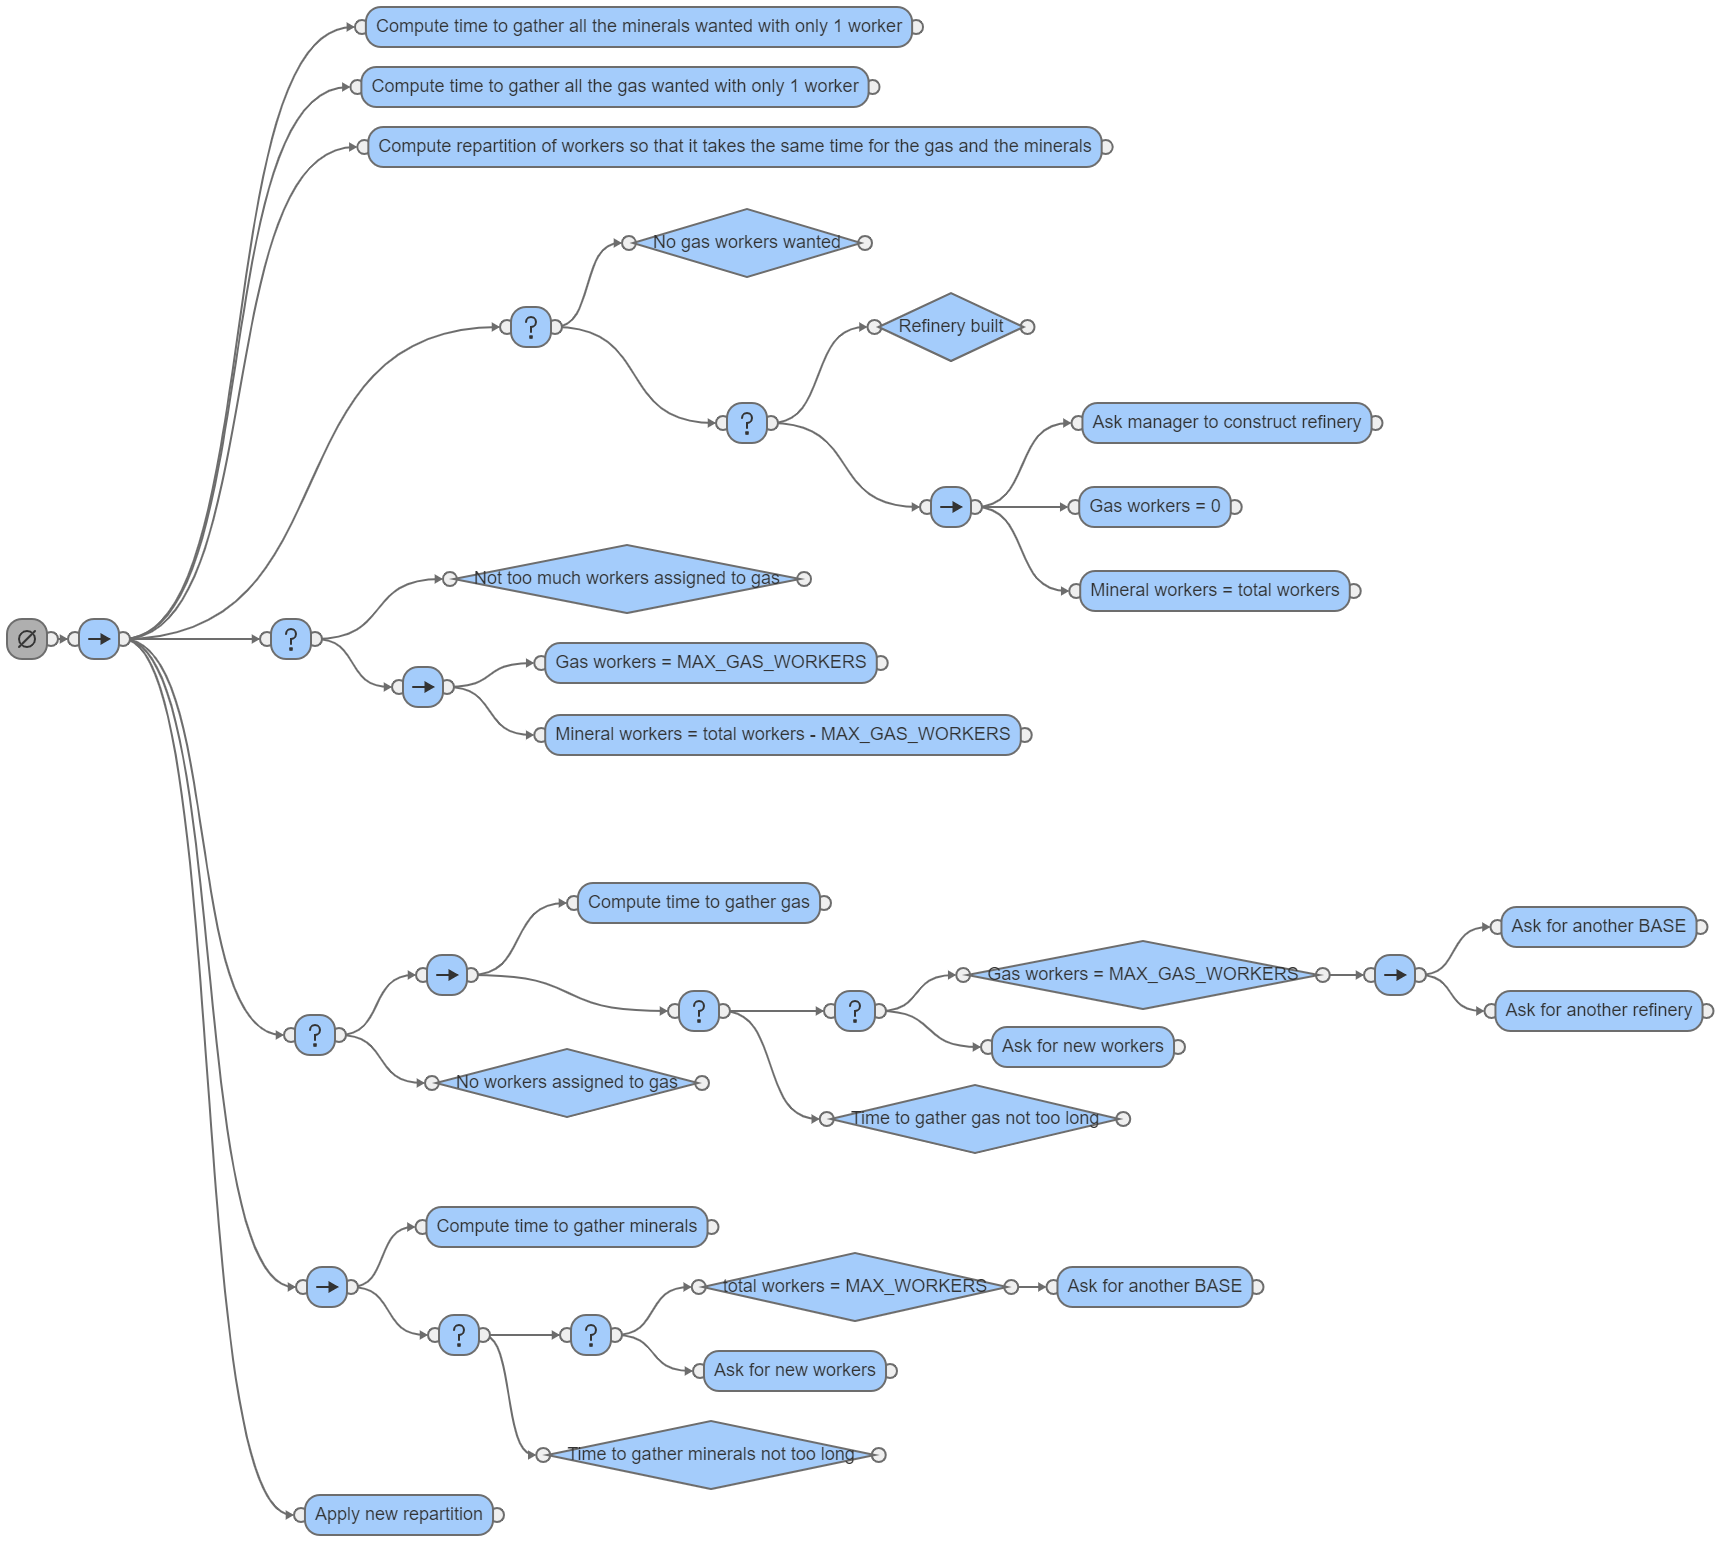 Compute time to gather all the minerals wanted with only 1 worker
Compute time to gather all the gas wanted with only 1 worker
Compute repartition of workers so that it takes the same time for the gas and the minerals
No gas workers wanted
?
Refinery built
?
Ask manager to construct refinery
Gas workers = 0
Mineral workers = total workers
Not too much workers assigned to gas
∅
?
Gas workers = MAX_GAS_WORKERS
Mineral workers = total workers - MAX_GAS_WORKERS
Compute time to gather gas
Ask for another BASE
Gas workers = MAX_GAS_WORKERS
?
?
Ask for another refinery
?
Ask for new workers
No workers assigned to gas
Time to gather gas not too long
Compute time to gather minerals
total workers = MAX_WORKERS
Ask for another BASE
?
?
Ask for new workers
Time to gather minerals not too long
Apply new repartition